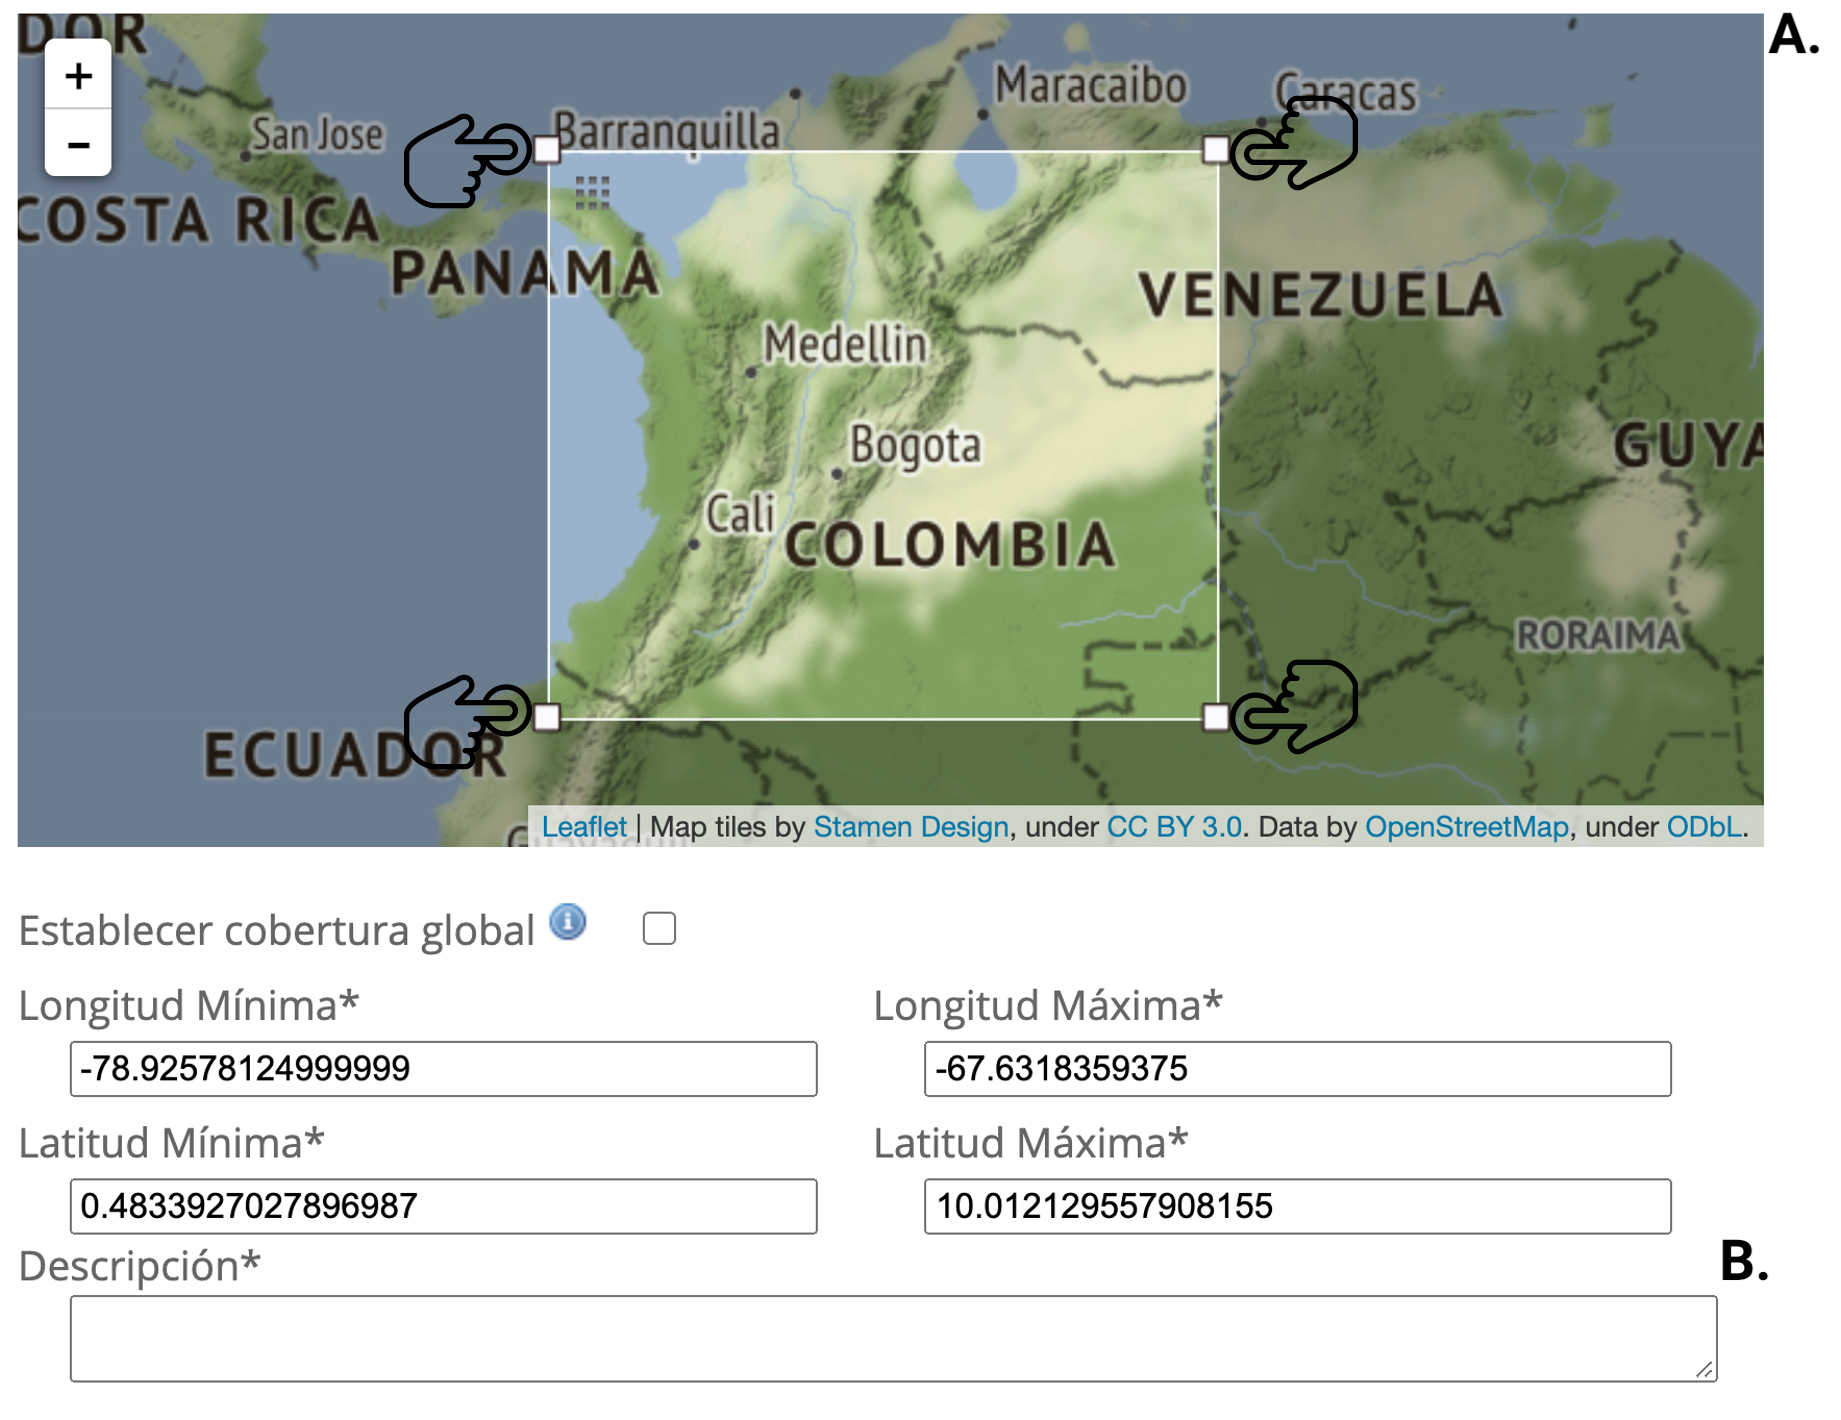 DOR
A.
+
-
Maracaibo
Caracas
San Jose
Barranquilla
COSTA RICA
PANAMA
VENEZUELA
Medellin
Bogota
GUYA
Cali
COLOMBIA
RORAIMA
ECUADOR
Guayaquil
Leaflet | Map tiles by Stamen Design, under CC BY 3.0. Data by OpenStreetMap, under ODbL.
Establecer cobertura global
Longitud Mínima* Longitud Máxima*
-78.92578124999999 -67.6318359375
Latitud Mínima* Latitud Máxima*
0.4833927027896987 10.012129557908155
Descripción*
B.